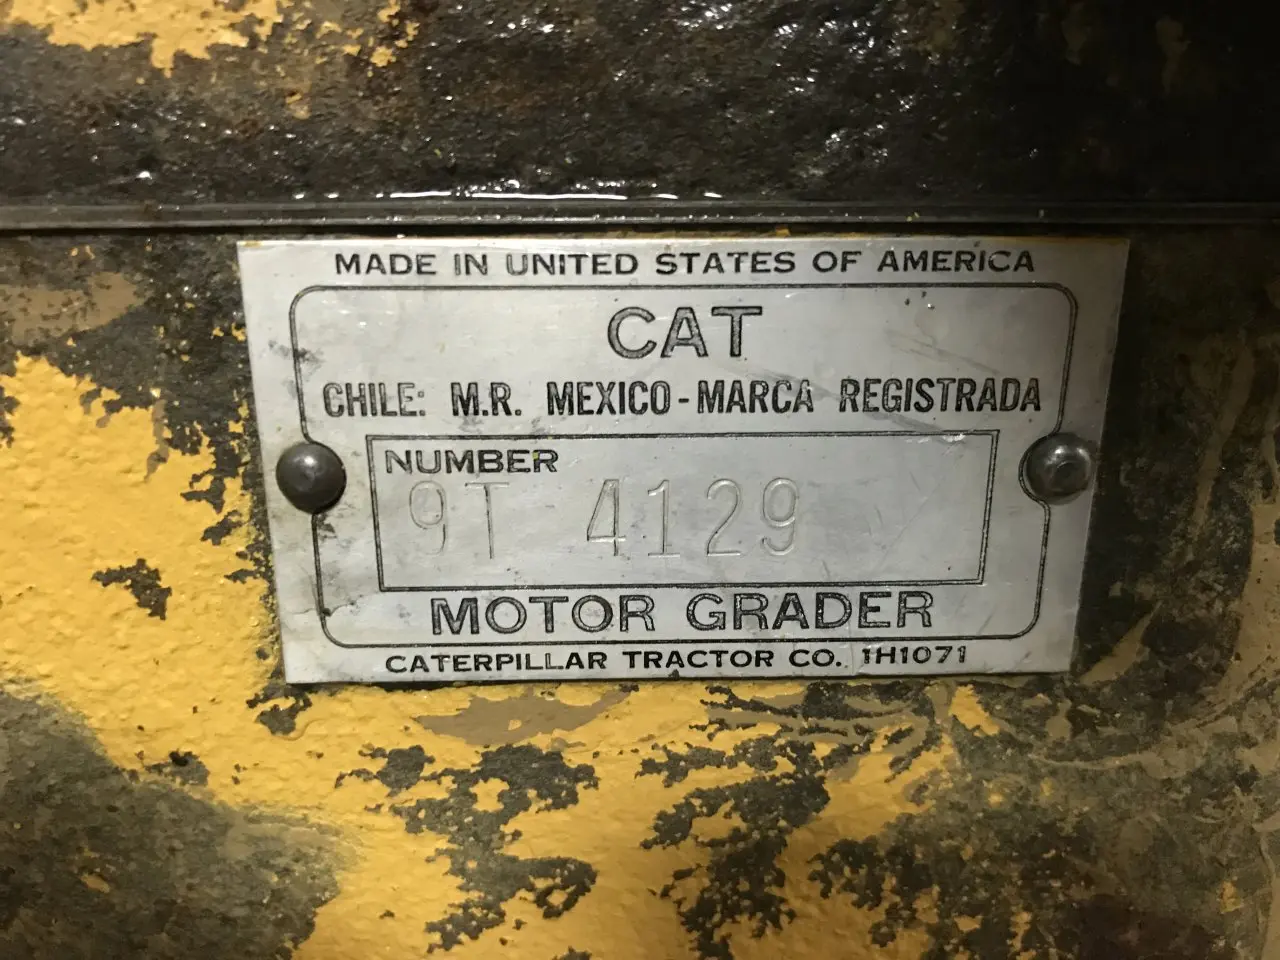 MADE IN UNITED STATES OF AMERICA
CAT
CHILE: M.R. MEXICO - MARCA REGISTRADA
NUMBER
9T 4129
MOTOR GRADER
CATERPILLAR TRACTOR CO. 1H1071